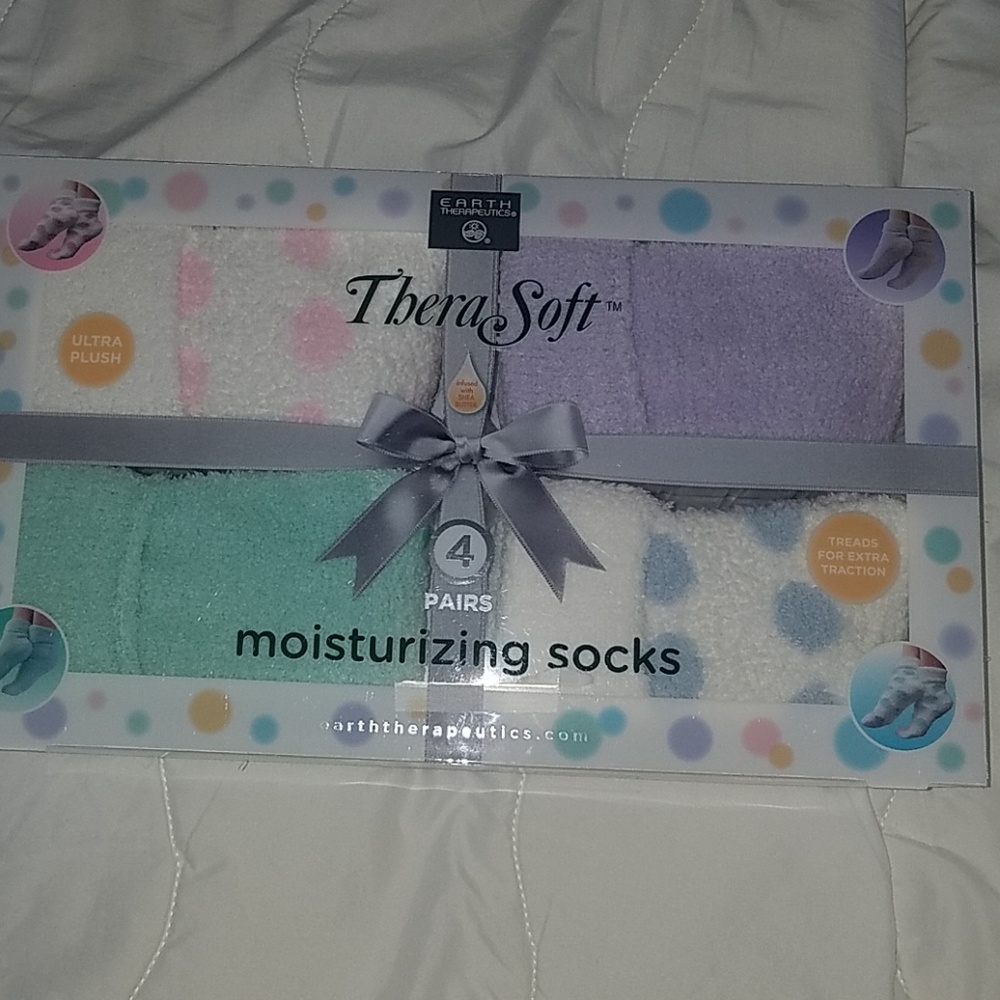 EARTH
THERAPEUTICS®
TheraSoft™
ULTRA
PLUSH
infused
with
SHEA
BUTTER
4
PAIRS
TREADS
FOR EXTRA
TRACTION
moisturizing socks
earththerapeutics.com